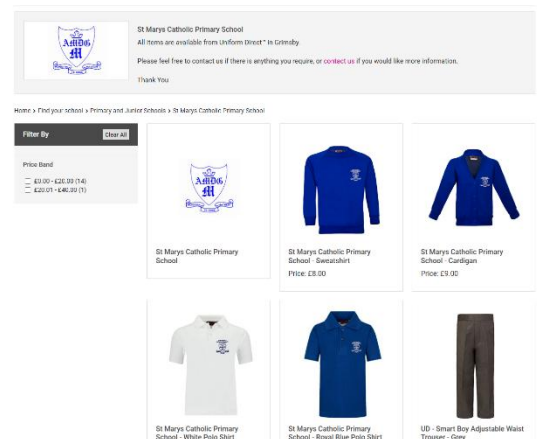 AMDG
M
St Marys Catholic Primary School
All items are available from Uniform Direct™ in Grimsby.
Please feel free to contact us if there is anything you require, or contact us if you would like more information.
Thank You
Home > Find your school > Primary and Junior Schools > St Marys Catholic Primary School
Filter By
Clear All
Price Band
£0.00 - £20.00 (14)
£20.01 - £40.00 (1)
AMDG
M
St Marys Catholic Primary
School
St Marys Catholic Primary
School - Sweatshirt
Price: £8.00
St Marys Catholic Primary
School - Cardigan
Price: £9.00
St Marys Catholic Primary
School - White Polo Shirt
St Marys Catholic Primary
School - Royal Blue Polo Shirt
UD - Smart Boy Adjustable Waist
Trouser - Grey